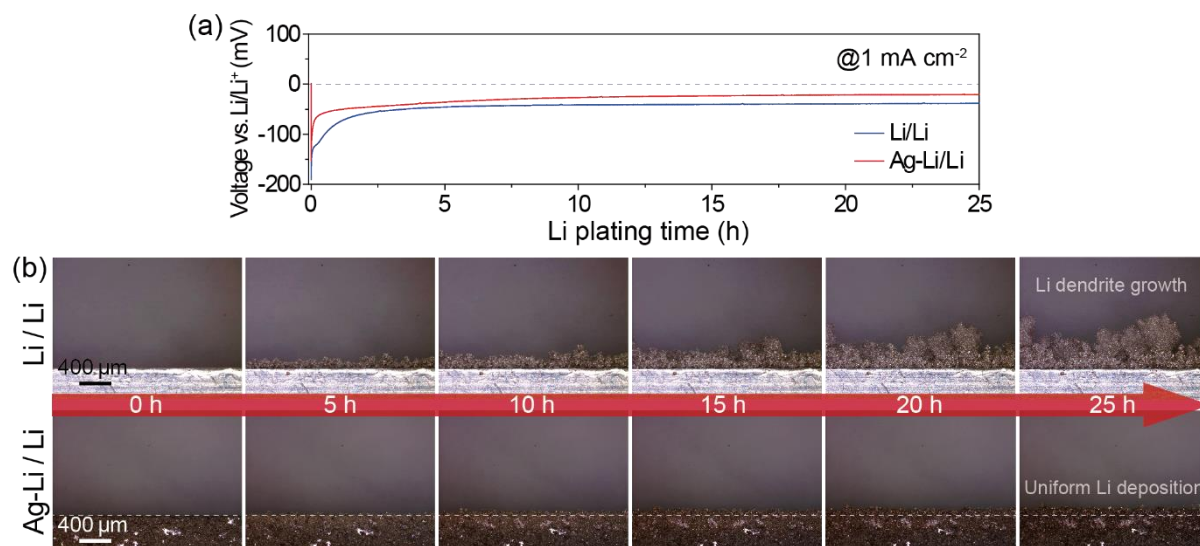 (a)
Voltage vs. Li/Li⁺ (mV)
100
0
-100
-200
@1 mA cm⁻²
Li/Li
Ag-Li/Li
0 5 10 15 20 25
Li plating time (h)
(b)
Li / Li
400 µm
Li dendrite growth
0 h 5 h 10 h 15 h 20 h 25 h
Ag-Li / Li
400 µm
Uniform Li deposition